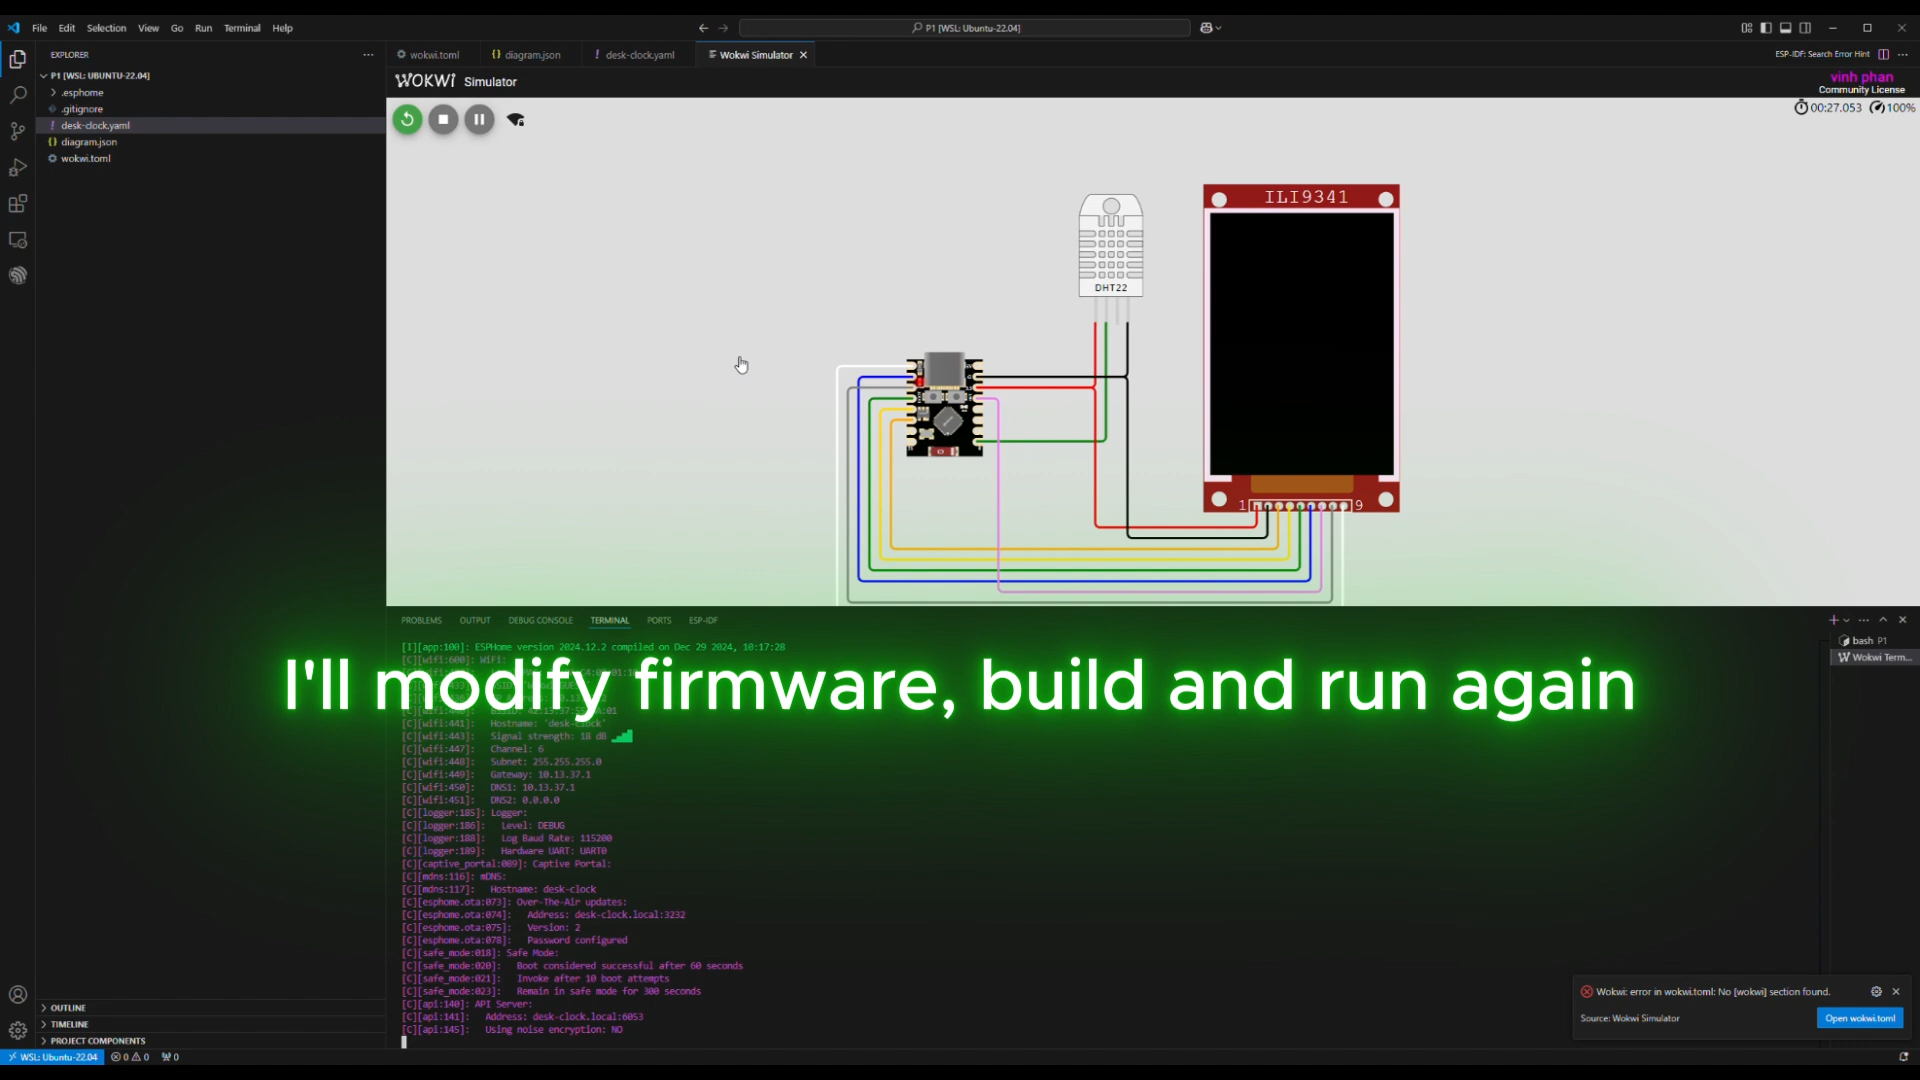 File Edit Selection View Go Run Terminal Help
P1 [WSL: Ubuntu-22.04]
EXPLORER
P1 [WSL: UBUNTU-22.04]
.esphome
.gitignore
desk-clock.yaml
diagram.json
wokwi.toml
wokwi.toml
diagram.json
desk-clock.yaml
Wokwi Simulator
ESP-IDF: Search Error Hint
WOKWI Simulator
vinh phan
Community License
00:27.053 100%
ILI9341
DHT22
1
9
PROBLEMS OUTPUT DEBUG CONSOLE TERMINAL PORTS ESP-IDF
bash P1
Wokwi Term...
[I][app:100]: ESPHome version 2024.12.2 compiled on Dec 29 2024, 10:17:28
[C][wifi:600]: WiFi:
I'll modify firmware, build and run again
[C][wifi:441]: Hostname: 'desk-clock'
[C][wifi:443]: Signal strength: 18 dB
[C][wifi:447]: Channel: 6
[C][wifi:448]: Subnet: 255.255.255.0
[C][wifi:449]: Gateway: 10.13.37.1
[C][wifi:450]: DNS1: 10.13.37.1
[C][wifi:451]: DNS2: 0.0.0.0
[C][logger:185]: Logger:
[C][logger:186]: Level: DEBUG
[C][logger:188]: Log Baud Rate: 115200
[C][logger:189]: Hardware UART: UART0
[C][captive_portal:089]: Captive Portal:
[C][mdns:116]: mDNS:
[C][mdns:117]: Hostname: desk-clock
[C][esphome.ota:073]: Over-The-Air updates:
[C][esphome.ota:074]: Address: desk-clock.local:3232
[C][esphome.ota:075]: Version: 2
[C][esphome.ota:078]: Password configured
[C][safe_mode:018]: Safe Mode:
[C][safe_mode:020]: Boot considered successful after 60 seconds
[C][safe_mode:021]: Invoke after 10 boot attempts
[C][safe_mode:023]: Remain in safe mode for 300 seconds
[C][api:140]: API Server:
[C][api:141]: Address: desk-clock.local:6053
[C][api:145]: Using noise encryption: NO
Wokwi: error in wokwi.toml: No [wokwi] section found.
Source: Wokwi Simulator
Open wokwi.toml
OUTLINE
TIMELINE
PROJECT COMPONENTS
WSL: Ubuntu-22.04 0 0 0